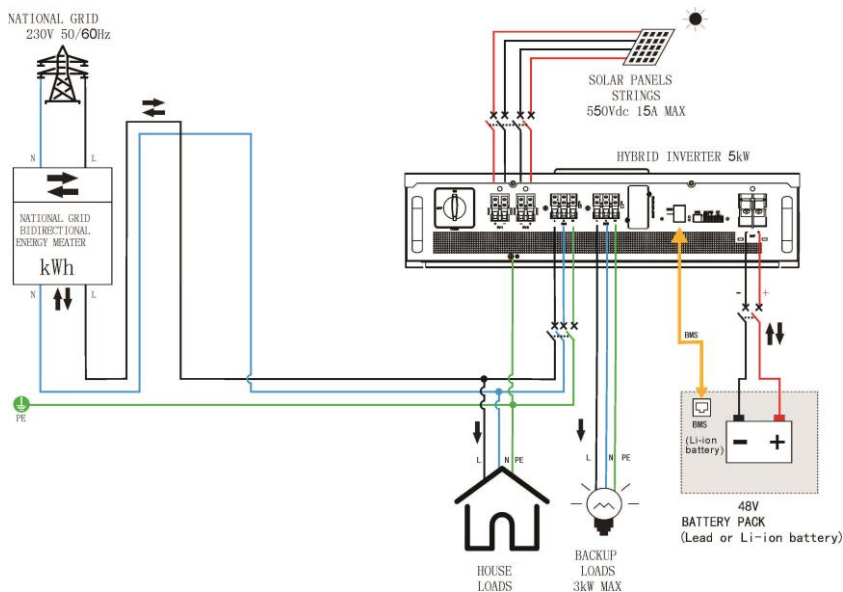 NATIONAL GRID
230V 50/60Hz
SOLAR PANELS
STRINGS
550Vdc 15A MAX
HYBRID INVERTER 5kW
N
L
NATIONAL GRID
BIDIRECTIONAL
ENERGY MEATER
kWh
N
L
- +
BMS
PE
BMS
(Li-ion
battery)
- +
L N PE
L N PE
48V
BATTERY PACK
(Lead or Li-ion battery)
HOUSE
LOADS
BACKUP
LOADS
3kW MAX